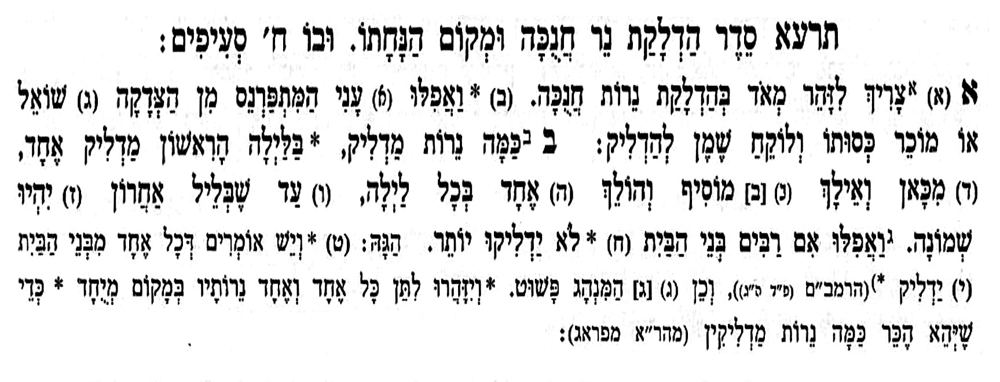 תרעא סֵדֶר הַדְלָקַת נֵר חֲנֻכָּה וּמְקוֹם הַנָּחָתוֹ. וּבוֹ ח׳ סְעִיפִים:
א (א) אצָרִיךְ לִזָּהֵר מְאֹד בְּהַדְלָקַת נֵרוֹת חֲנֻכָּה. (ב) *וַאֲפִלּוּ (א) עָנִי הַמִּתְפַּרְנֵס מִן הַצְּדָקָה (ג) שׁוֹאֵל
אוֹ מוֹכֵר כְּסוּתוֹ וְלוֹקֵחַ שֶׁמֶן לְהַדְלִיק: ב בכַּמָּה נֵרוֹת מַדְלִיק, *בַּלַּיְלָה הָרִאשׁוֹן מַדְלִיק אֶחָד,
(ד) מִכָּאן וְאֵילָךְ (ג) [ב] מוֹסִיף וְהוֹלֵךְ (ה) אֶחָד בְּכָל לַיְלָה, (ו) עַד שֶׁבְּלֵיל אַחֲרוֹן (ז) יִהְיוּ
שְׁמוֹנָה. גוַאֲפִלּוּ אִם רַבִּים בְּנֵי הַבַּיִת (ח) *לֹא יַדְלִיקוּ יוֹתֵר. הַגָּה: (ט) *וְיֵשׁ אוֹמְרִים דְּכָל אֶחָד מִבְּנֵי הַבַּיִת
(י) יַדְלִיק *)(הרמב״ם (פ״ד ס״ג)), וְכֵן (ג) [ג] הַמִּנְהָג פָּשׁוּט. *וְיִזָּהֲרוּ לִתֵּן כָּל אֶחָד וְאֶחָד נֵרוֹתָיו בְּמָקוֹם מְיֻחָד *כְּדֵי
שֶׁיְּהֵא הֶכֵּר כַּמָּה נֵרוֹת מַדְלִיקִין (מהר״א מפראג):